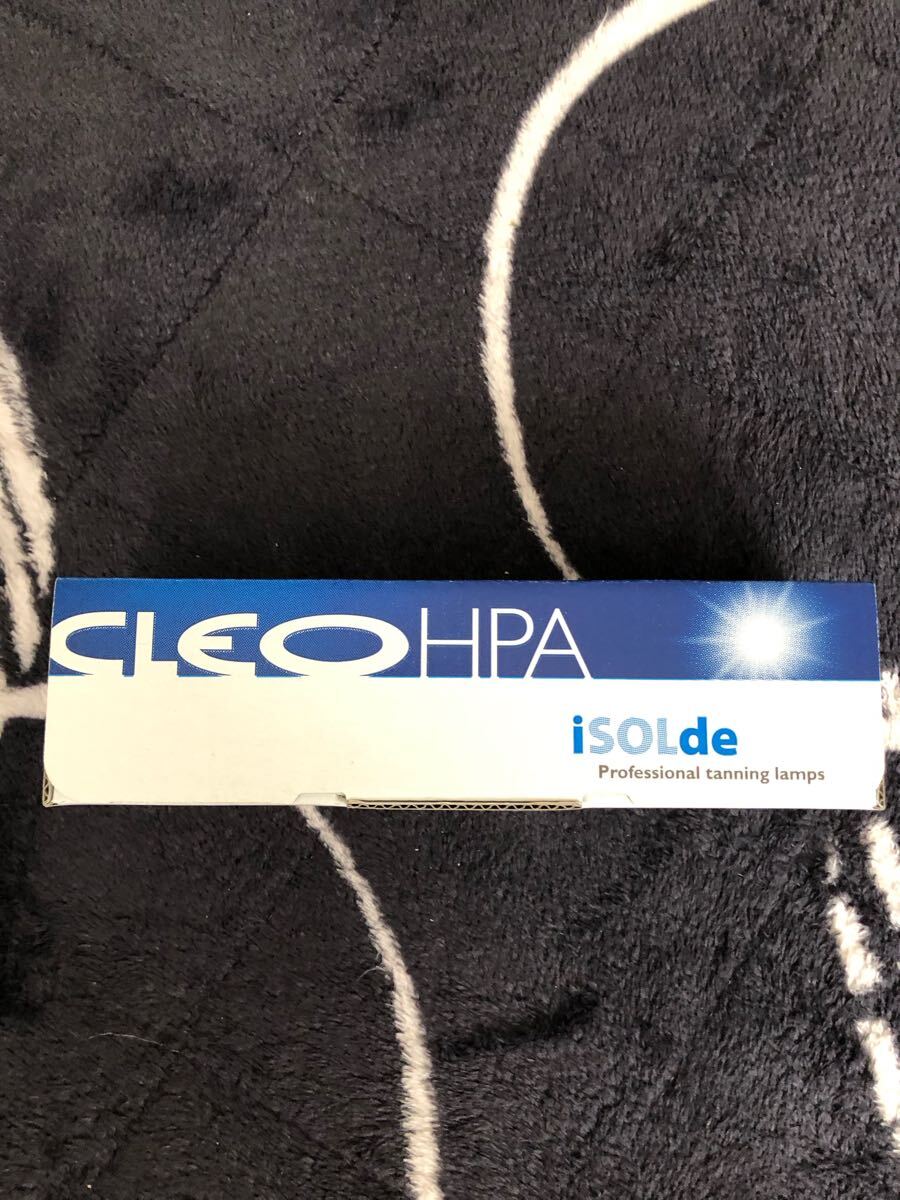 CLEO HPA
iSOLde
Professional tanning lamps